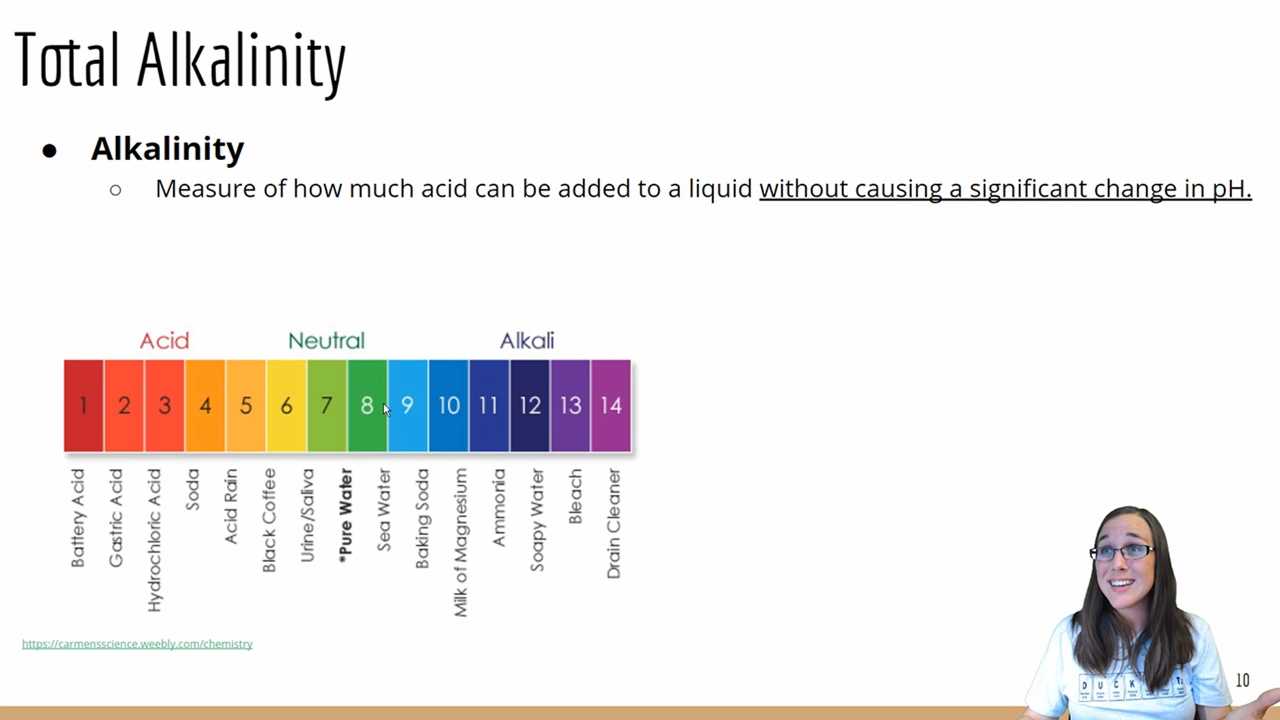 Total Alkalinity
● Alkalinity
○ Measure of how much acid can be added to a liquid without causing a significant change in pH.
Acid Neutral Alkali
1 2 3 4 5 6 7 8 9 10 11 12 13 14
Battery Acid
Gastric Acid
Hydrochloric Acid
Soda
Acid Rain
Black Coffee
Urine/Saliva
*Pure Water
Sea Water
Baking Soda
Milk of Magnesium
Ammonia
Soapy Water
Bleach
Drain Cleaner
https://carmensscience.weebly.com/chemistry
D U C K T
10